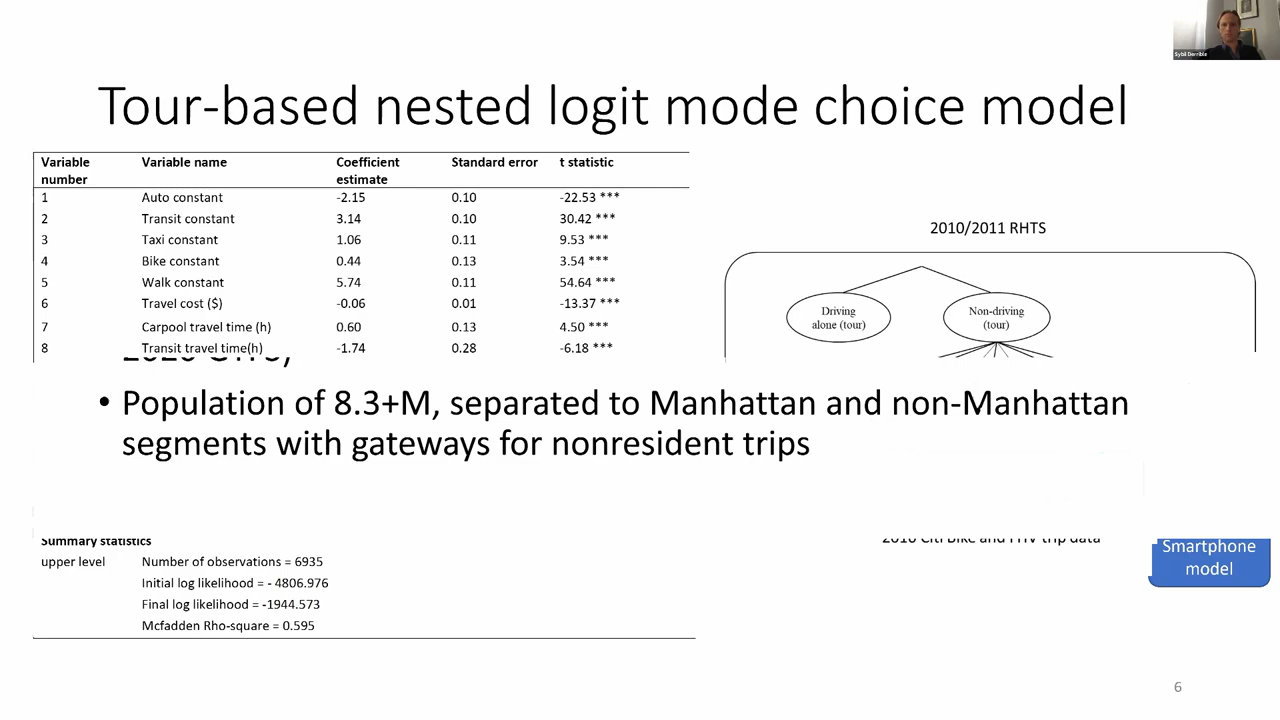 Sybil Derrible
Tour-based nested logit mode choice model
Variable number Variable name Coefficient estimate Standard error t statistic
1 Auto constant -2.15 0.10 -22.53 ***
2 Transit constant 3.14 0.10 30.42 ***
3 Taxi constant 1.06 0.11 9.53 ***
4 Bike constant 0.44 0.13 3.54 ***
5 Walk constant 5.74 0.11 54.64 ***
6 Travel cost ($) -0.06 0.01 -13.37 ***
7 Carpool travel time (h) 0.60 0.13 4.50 ***
8 Transit travel time(h) -1.74 0.28 -6.18 ***
2010/2011 RHTS
Driving
alone (tour)
Non-driving
(tour)
• Population of 8.3+M, separated to Manhattan and non-Manhattan
segments with gateways for nonresident trips
Summary statistics
upper level Number of observations = 6935
Initial log likelihood = - 4806.976
Final log likelihood = -1944.573
Mcfadden Rho-square = 0.595
Citi Bike and FHV trip data
Smartphone
model
6